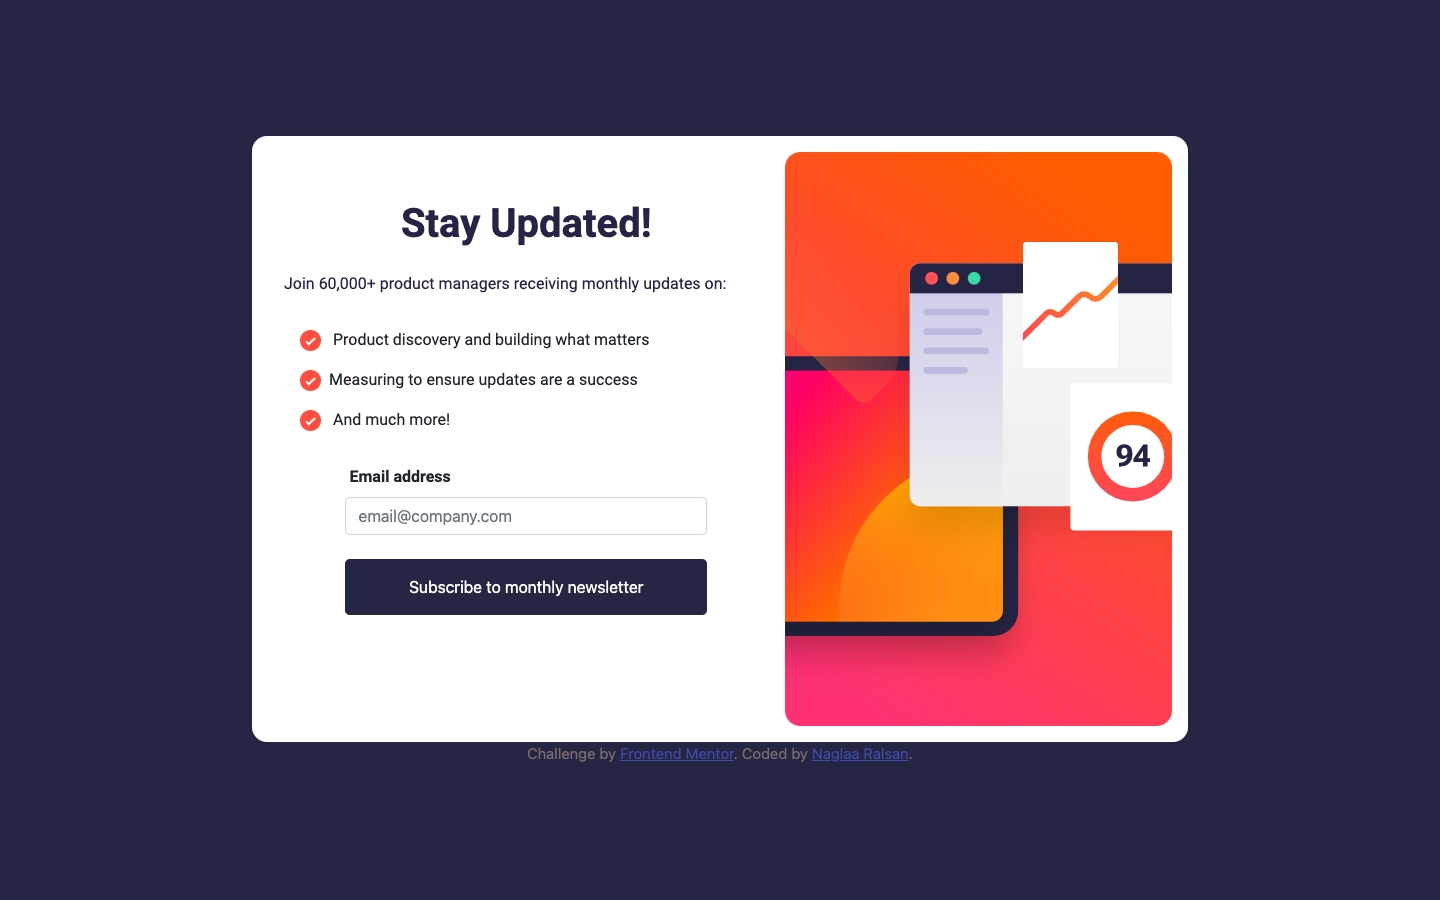 Stay Updated!
Join 60,000+ product managers receiving monthly updates on:
Product discovery and building what matters
Measuring to ensure updates are a success
And much more!
Email address
email@company.com
Subscribe to monthly newsletter
94
Challenge by Frontend Mentor. Coded by Naglaa Ralsan.